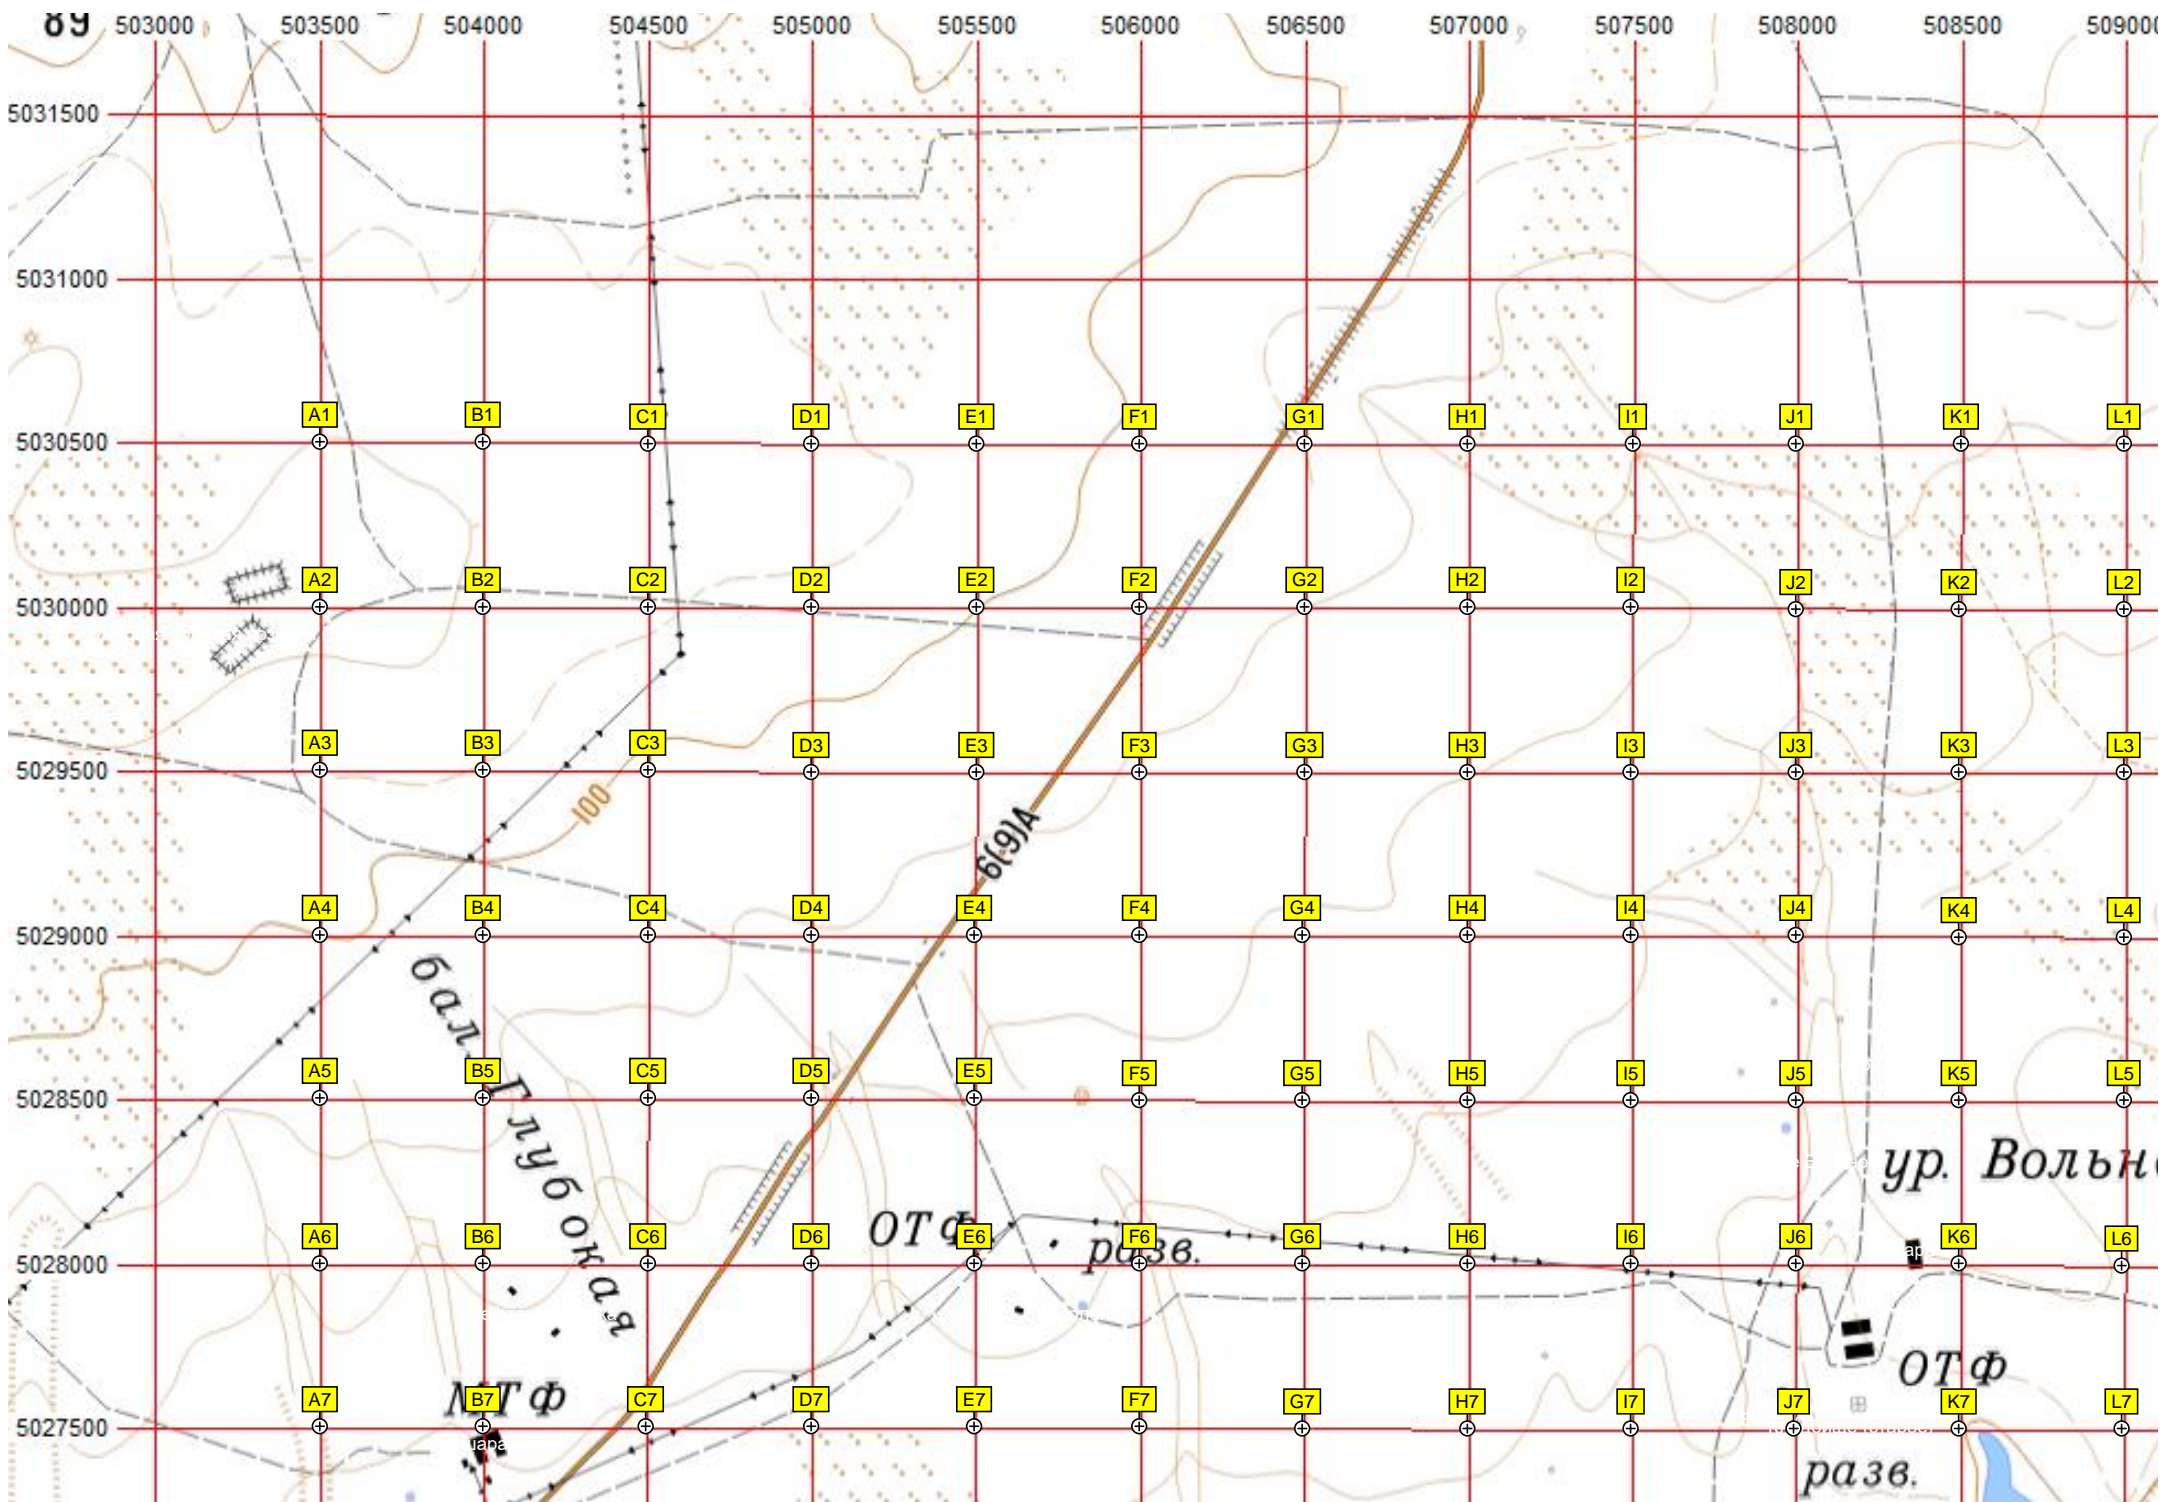 89 503000 503500 504000 504500 505000 505500 506000 506500 507000 507500 508000 508500 509000
5031500
5031000
A1 B1 C1 D1 E1 F1 G1 H1 I1 J1 K1 L1
5030500
A2 B2 C2 D2 E2 F2 G2 H2 I2 J2 K2 L2
5030000
A3 B3 C3 D3 E3 F3 G3 H3 I3 J3 K3 L3
5029500
100
6(9)А
A4 B4 C4 D4 E4 F4 G4 H4 I4 J4 K4 L4
5029000
бал. Глубокая
A5 B5 C5 D5 E5 F5 G5 H5 I5 J5 K5 L5
5028500
ур. Вольн
ОТФ
A6 B6 C6 D6 E6 F6 G6 H6 I6 J6 K6 L6
разв.
5028000
ОТФ
МТФ
A7 B7 C7 D7 E7 F7 G7 H7 I7 J7 K7 L7
5027500
разв.